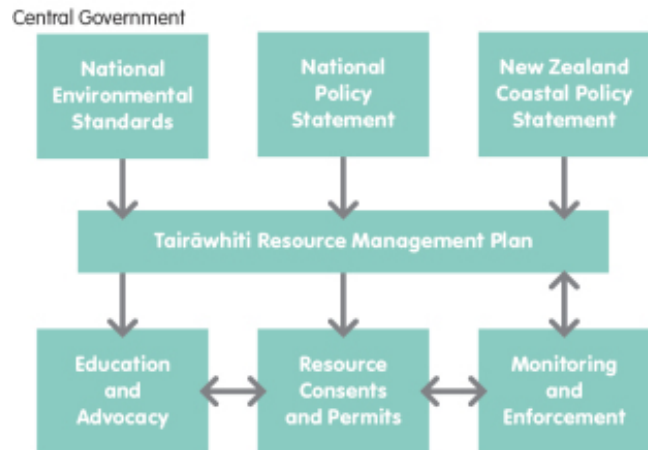 Central Government
National
Environmental
Standards
National
Policy
Statement
New Zealand
Coastal Policy
Statement
Tairāwhiti Resource Management Plan
Education
and
Advocacy
Resource
Consents
and Permits
Monitoring
and
Enforcement